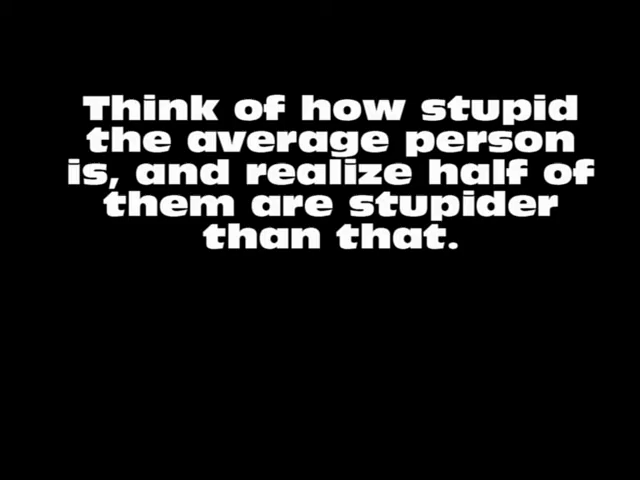 Think of how stupid
the average person
is, and realize half of
them are stupider
than that.